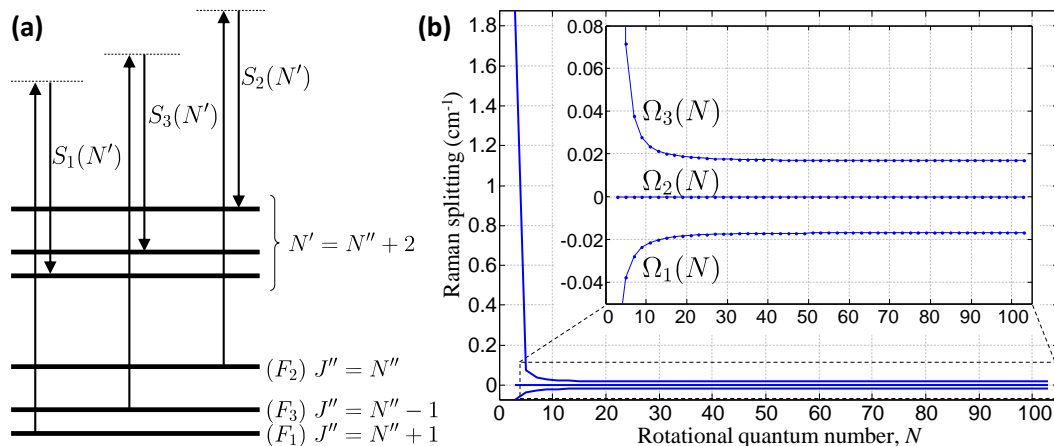 (a)
S₂(N′)
S₃(N′)
S₁(N′)
N′ = N″ + 2
(F₂) J″ = N″
(F₃) J″ = N″ − 1
(F₁) J″ = N″ + 1
(b)
Raman splitting (cm⁻¹)
1.8
1.6
1.4
1.2
1
0.8
0.6
0.4
0.2
0
0 10 20 30 40 50 60 70 80 90 100
Rotational quantum number, N
0.08
0.04
0.02
0
-0.02
-0.04
0 10 20 30 40 50 60 70 80 90 100
Ω₃(N)
Ω₂(N)
Ω₁(N)